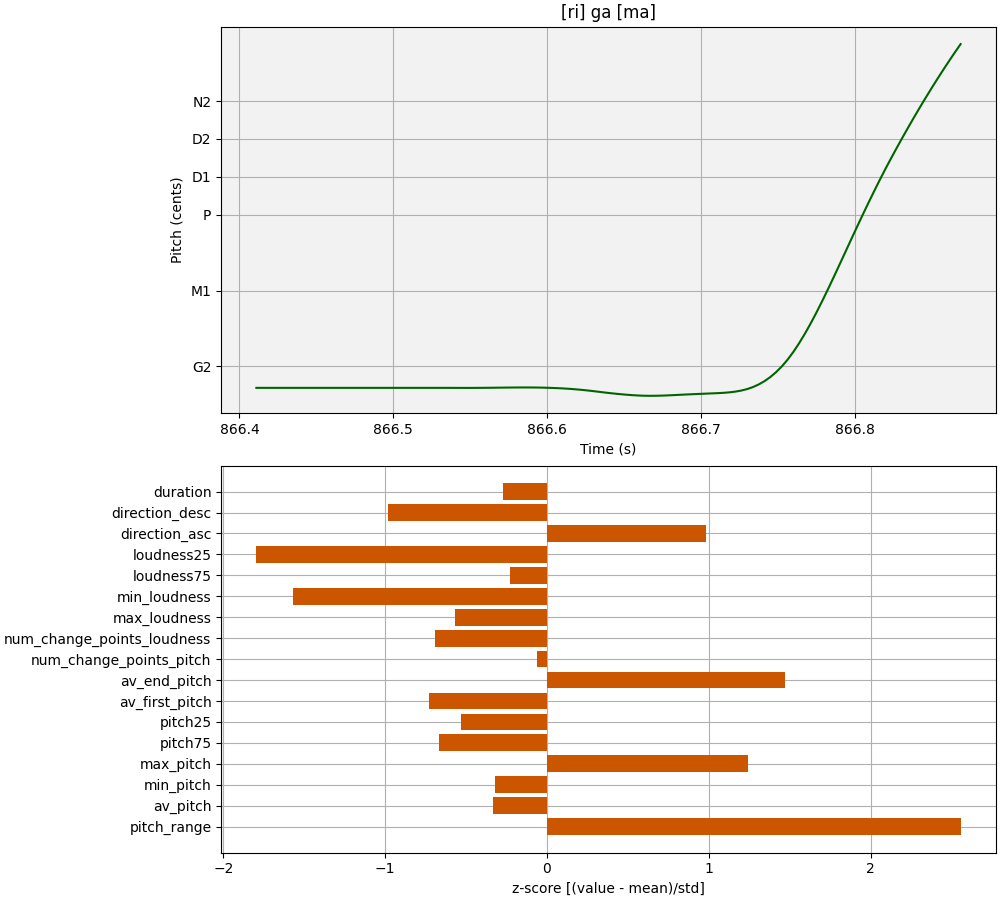 [ri] ga [ma]
N2
D2
D1
P
M1
G2
Pitch (cents)
866.4 866.5 866.6 866.7 866.8
Time (s)
duration
direction_desc
direction_asc
loudness25
loudness75
min_loudness
max_loudness
num_change_points_loudness
num_change_points_pitch
av_end_pitch
av_first_pitch
pitch25
pitch75
max_pitch
min_pitch
av_pitch
pitch_range
−2 −1 0 1 2
z-score [(value - mean)/std]